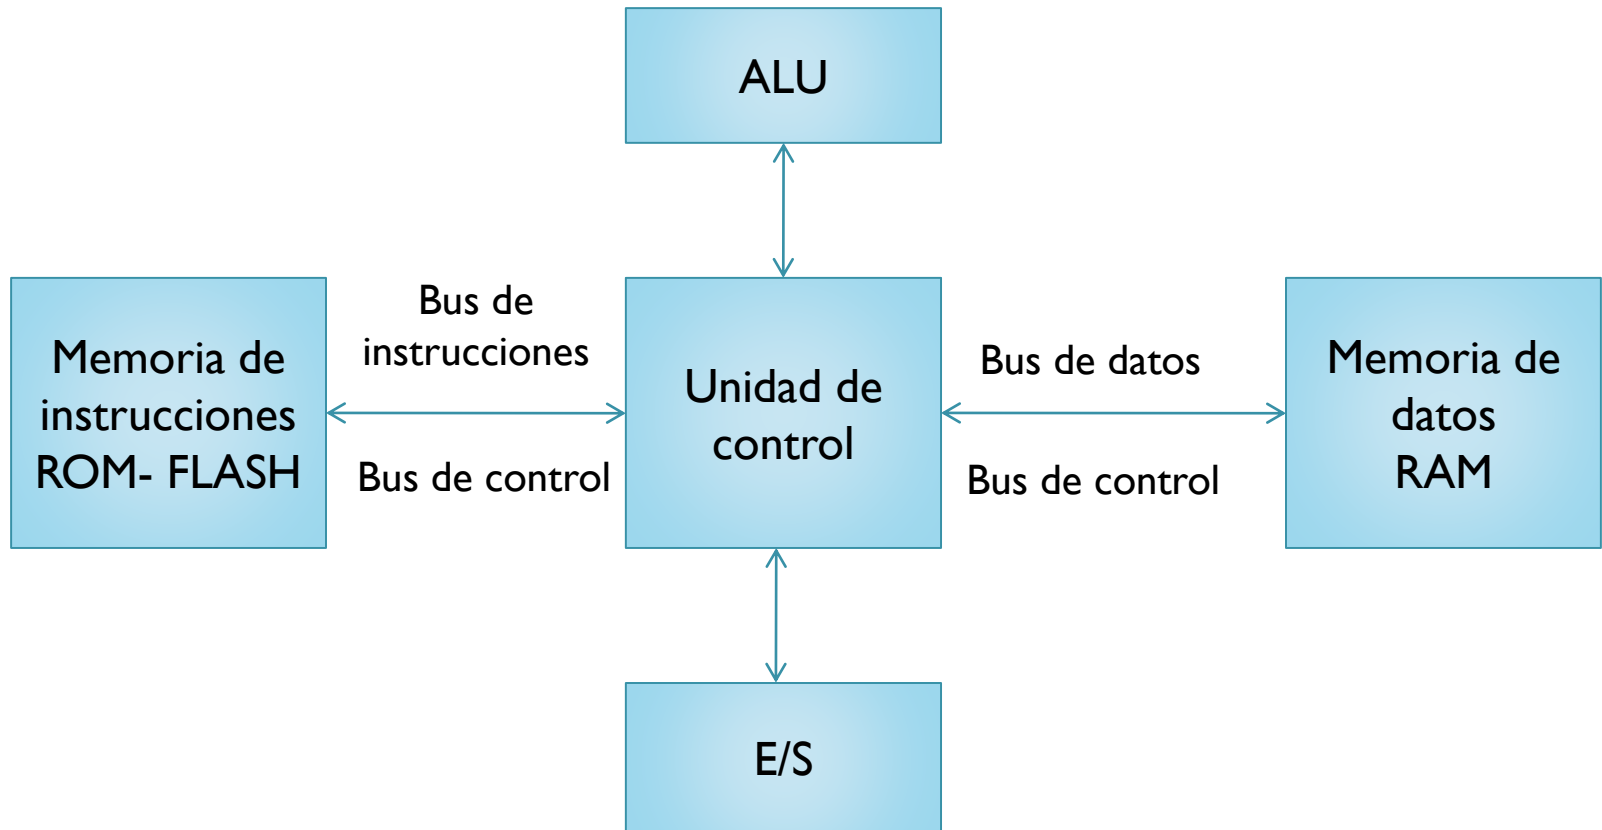 ALU
Memoria de
instrucciones
ROM- FLASH
Bus de
instrucciones
Bus de control
Unidad de
control
Bus de datos
Bus de control
Memoria de
datos
RAM
E/S